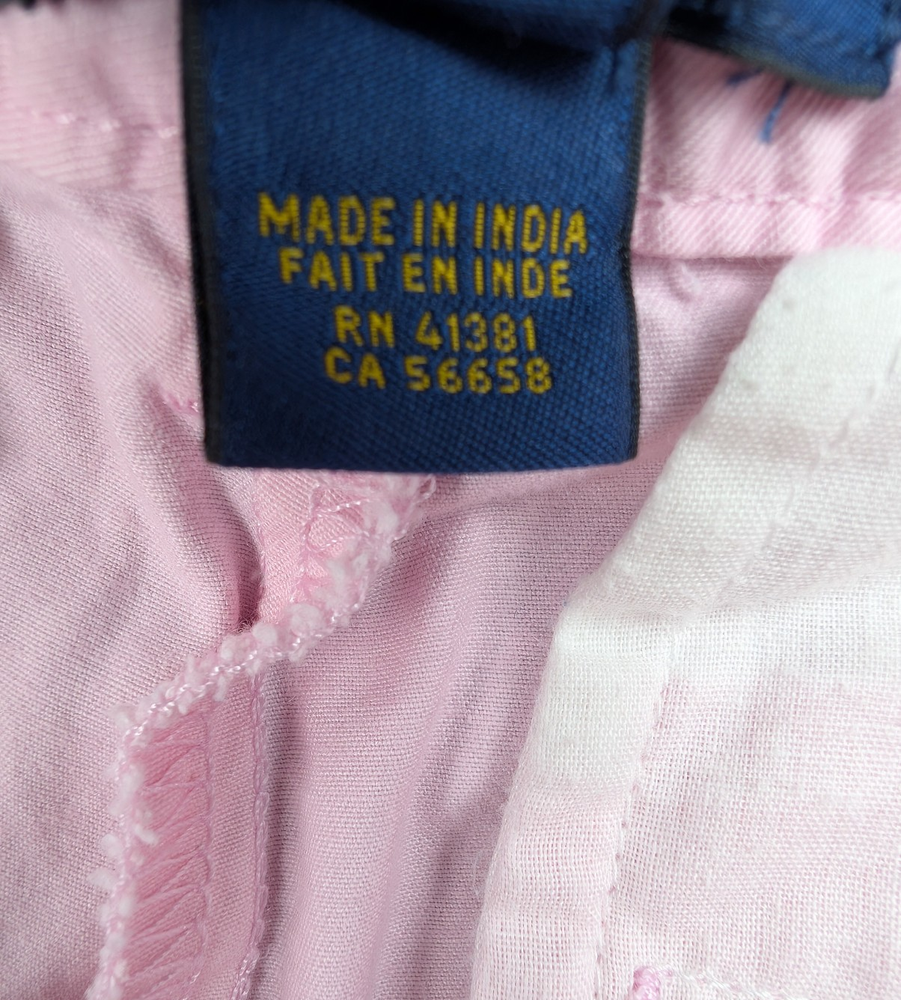 MADE IN INDIA
FAIT EN INDE
RN 41381
CA 56658